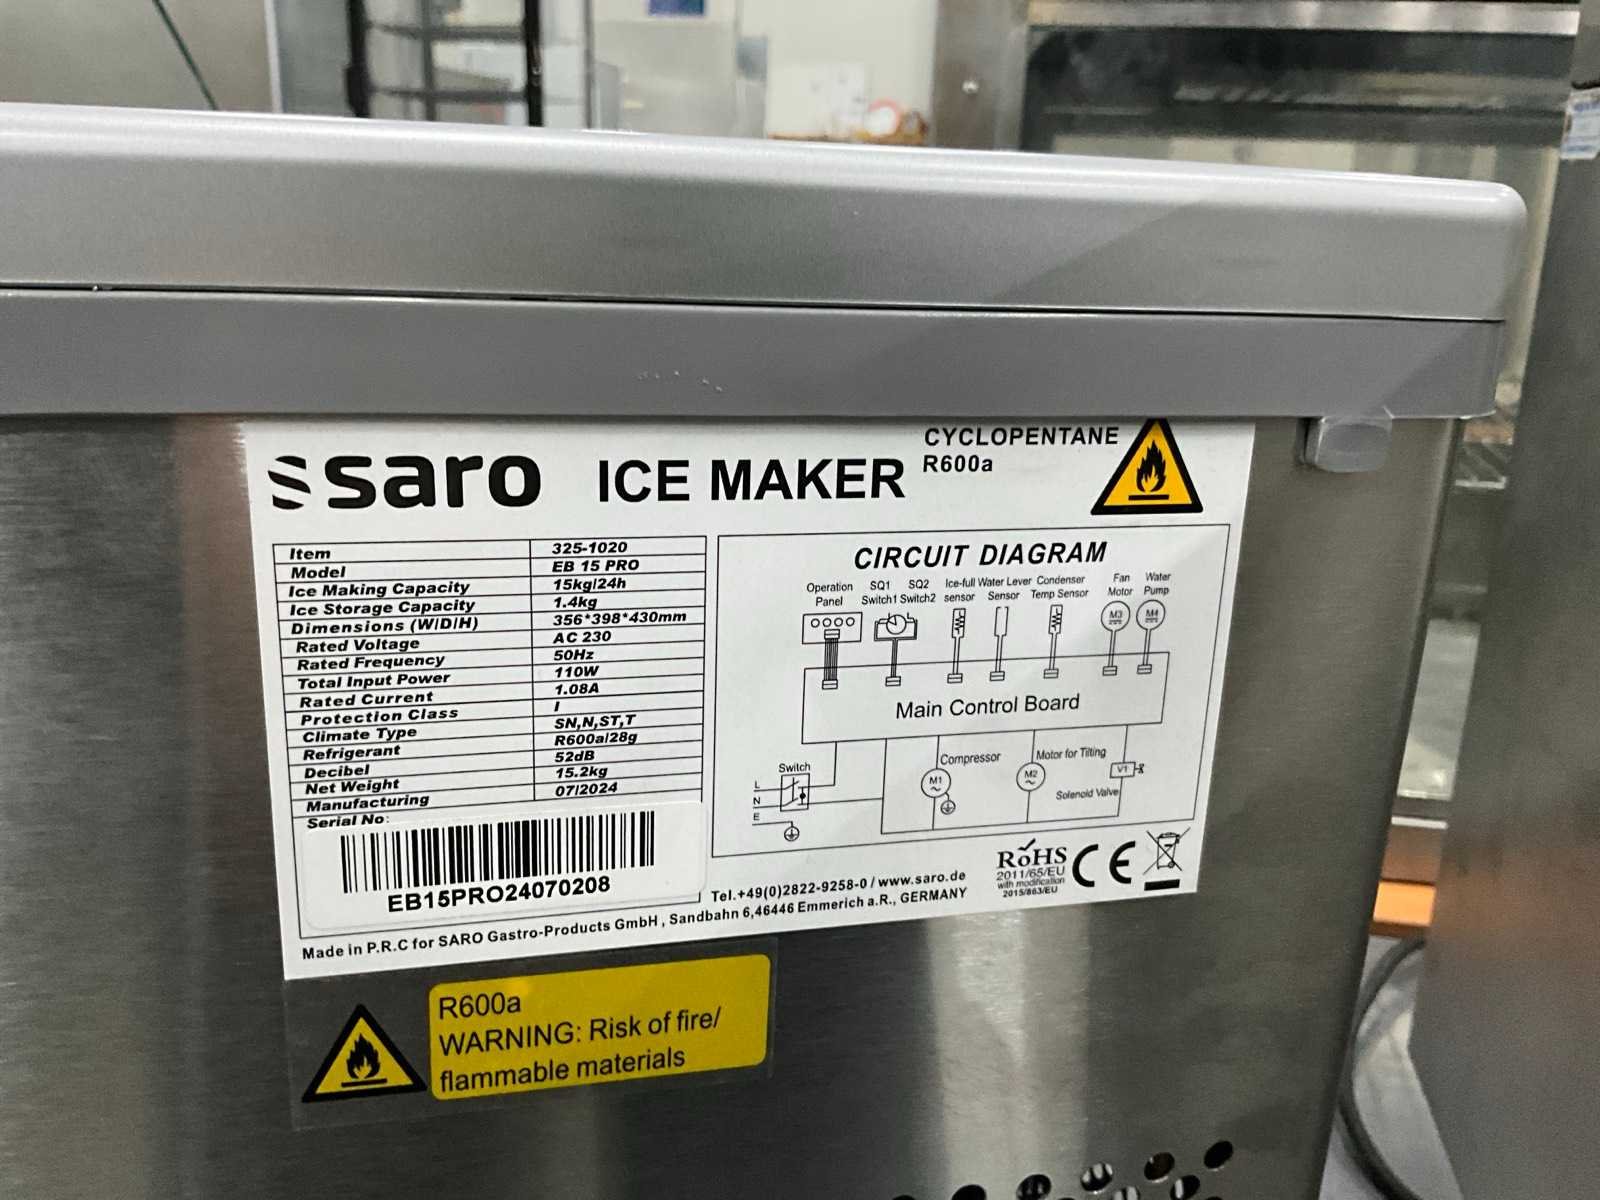 saro ICE MAKER CYCLOPENTANE
R600a
Item 325-1020
Model EB 15 PRO
Ice Making Capacity 15kg/24h
Ice Storage Capacity 1.4kg
Dimensions (W/D/H) 356*398*430mm
Rated Voltage AC 230
Rated Frequency 50Hz
Total Input Power 110W
Rated Current 1.08A
Protection Class I
Climate Type SN,N,ST,T
Refrigerant R600a/28g
Decibel 52dB
Net Weight 15.2kg
Manufacturing 07/2024
Serial No:
EB15PRO24070208
CIRCUIT DIAGRAM
Operation Panel
SQ1 Switch1
SQ2 Switch2
Ice-full sensor
Water Lever Sensor
Condenser Temp Sensor
Fan Motor
Water Pump
M3
M4
Main Control Board
Switch
L
N
E
Compressor
M1
Motor for Tilting
M2
V1
Solenoid Valve
RoHS
2011/65/EU
with modification
2015/863/EU
CE
Tel.+49(0)2822-9258-0 / www.saro.de
Made in P.R.C for SARO Gastro-Products GmbH , Sandbahn 6,46446 Emmerich a.R., GERMANY
R600a
WARNING: Risk of fire/
flammable materials